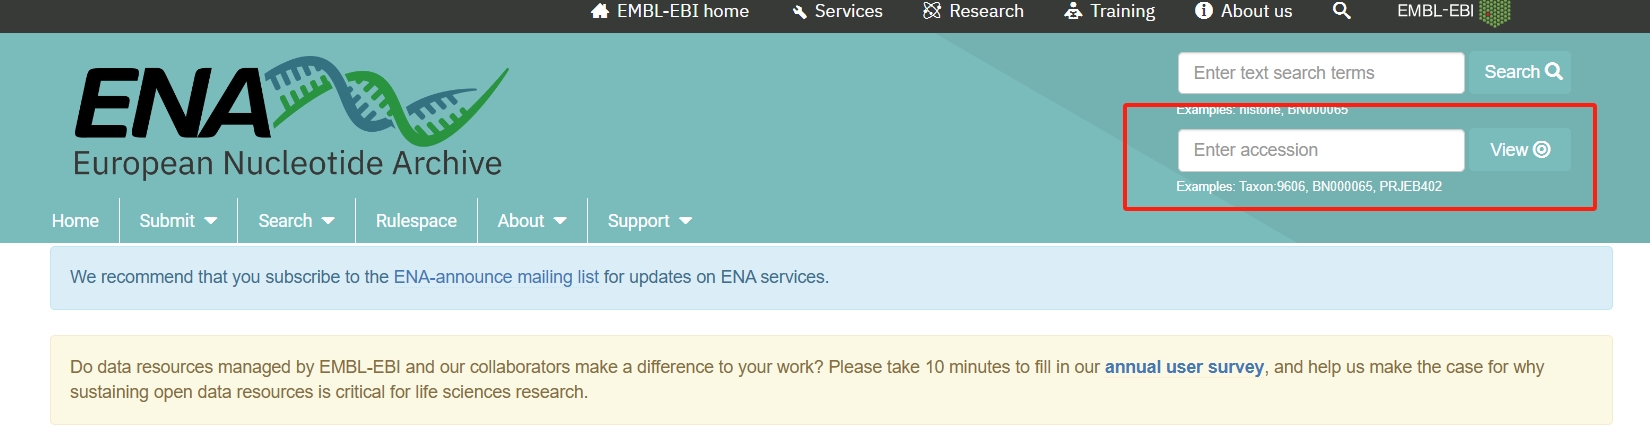 EMBL-EBI home Services Research Training About us EMBL-EBI
ENA
European Nucleotide Archive
Enter text search terms Search
Examples: histone, BN000065
Enter accession View
Examples: Taxon:9606, BN000065, PRJEB402
Home Submit Search Rulespace About Support
We recommend that you subscribe to the ENA-announce mailing list for updates on ENA services.
Do data resources managed by EMBL-EBI and our collaborators make a difference to your work? Please take 10 minutes to fill in our annual user survey, and help us make the case for why
sustaining open data resources is critical for life sciences research.